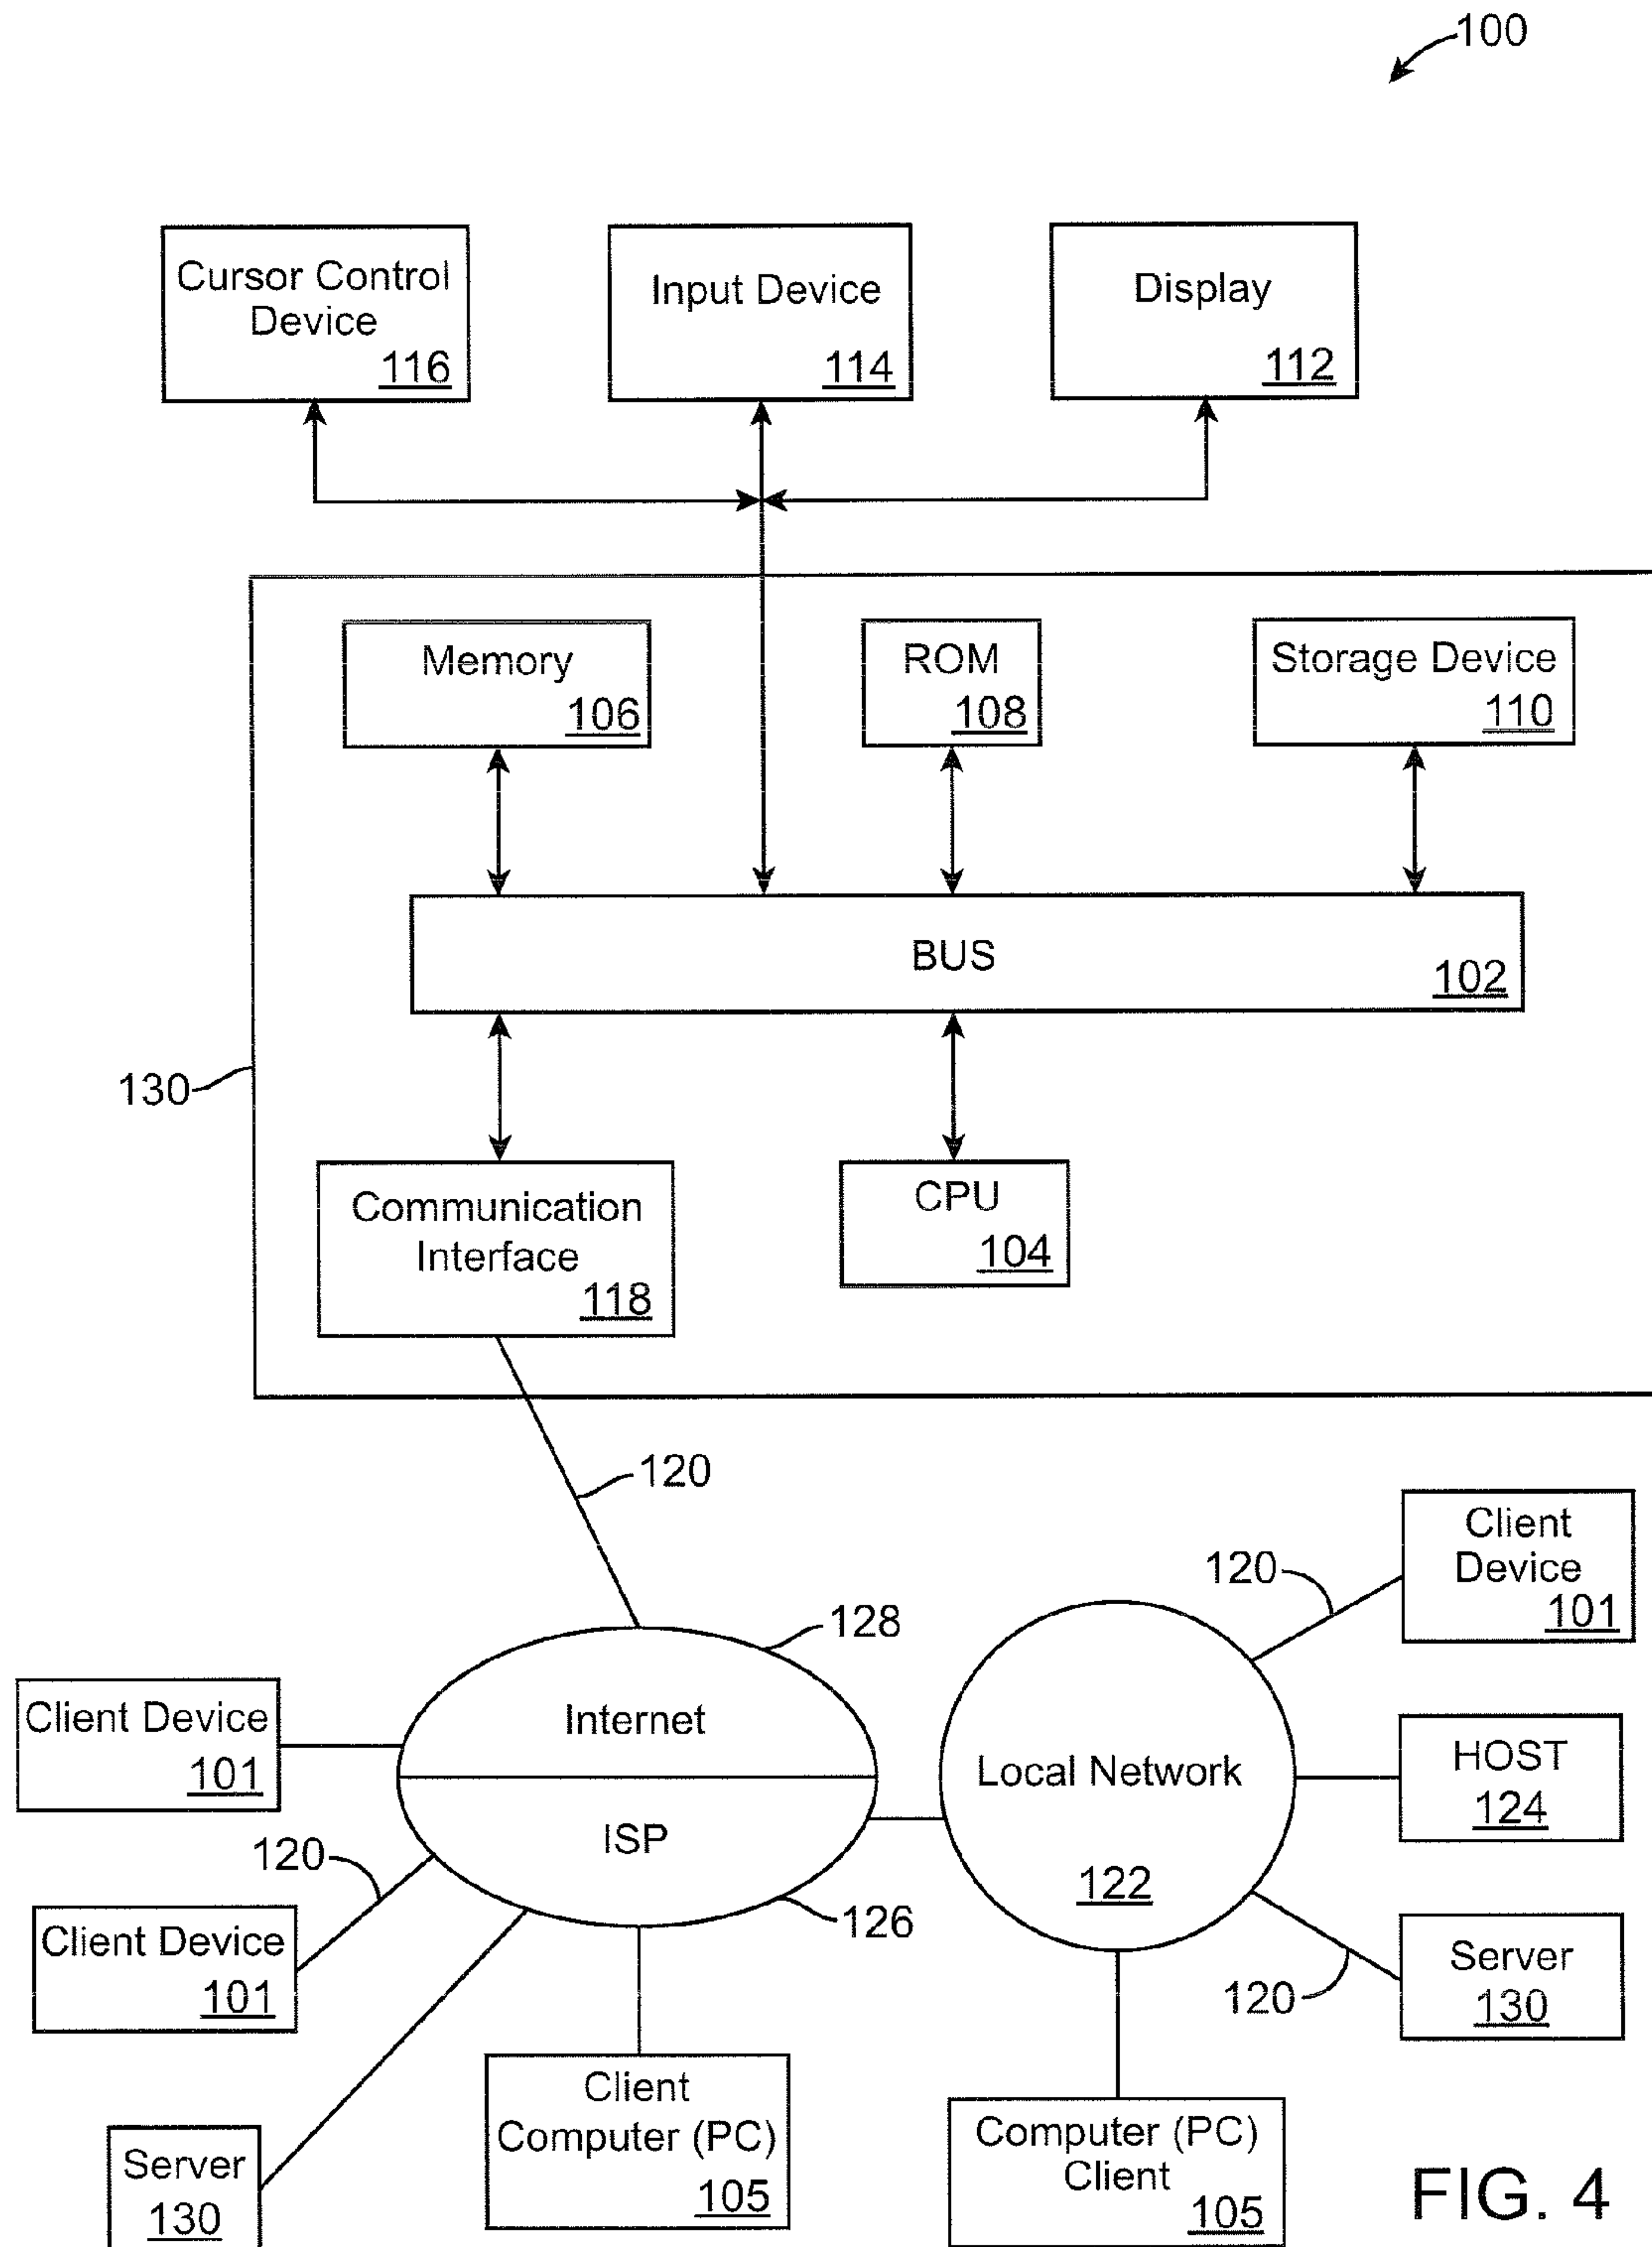 100
Cursor Control
Device
116
Input Device
114
Display
112
Memory
106
ROM
108
Storage Device
110
BUS
102
130
Communication
Interface
118
CPU
104
120
Client
Device
101
120
128
Internet
Client Device
101
Local Network
122
HOST
124
ISP
126
120
Client Device
101
Server
130
120
Client
Computer (PC)
105
Computer (PC)
Client
105
Server
130
FIG. 4